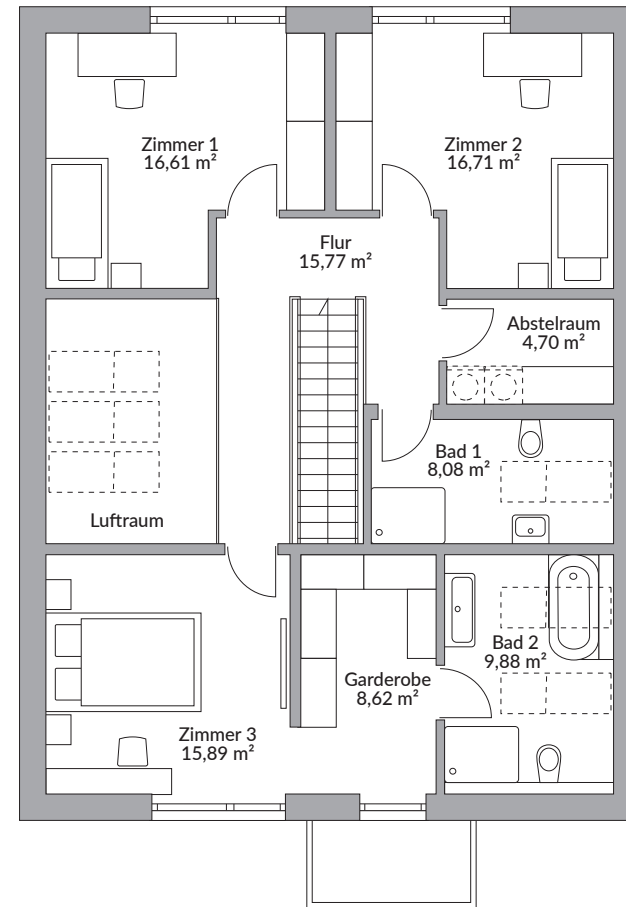 Zimmer 1
16,61 m²
Zimmer 2
16,71 m²
Flur
15,77 m²
Abstelraum
4,70 m²
Bad 1
8,08 m²
Luftraum
Bad 2
9,88 m²
Garderobe
8,62 m²
Zimmer 3
15,89 m²